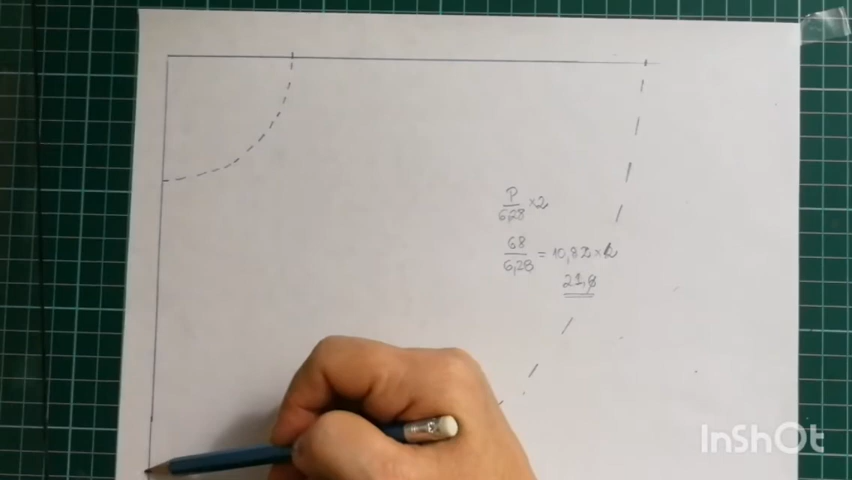 P
6,28 ×2
68
6,28 = 10,82 ×2
21,8
InShOt